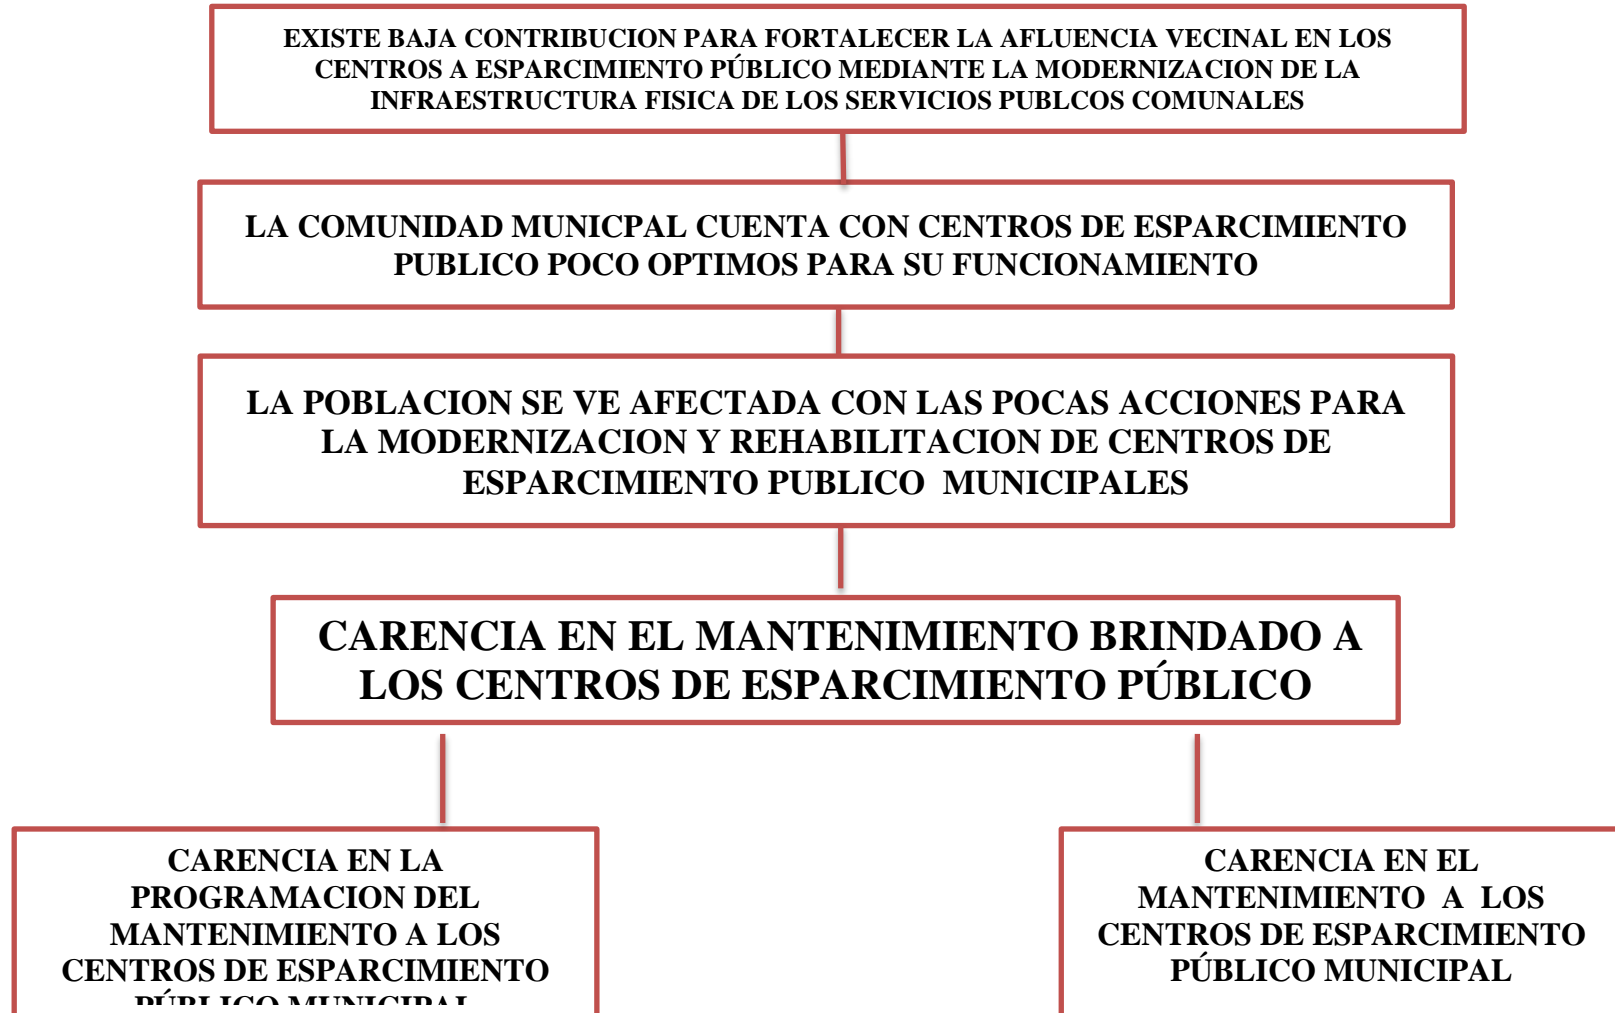 EXISTE BAJA CONTRIBUCION PARA FORTALECER LA AFLUENCIA VECINAL EN LOS
CENTROS A ESPARCIMIENTO PÚBLICO MEDIANTE LA MODERNIZACION DE LA
INFRAESTRUCTURA FISICA DE LOS SERVICIOS PUBLCOS COMUNALES
LA COMUNIDAD MUNICPAL CUENTA CON CENTROS DE ESPARCIMIENTO
PUBLICO POCO OPTIMOS PARA SU FUNCIONAMIENTO
LA POBLACION SE VE AFECTADA CON LAS POCAS ACCIONES PARA
LA MODERNIZACION Y REHABILITACION DE CENTROS DE
ESPARCIMIENTO PUBLICO MUNICIPALES
CARENCIA EN EL MANTENIMIENTO BRINDADO A
LOS CENTROS DE ESPARCIMIENTO PÚBLICO
CARENCIA EN LA
PROGRAMACION DEL
MANTENIMIENTO A LOS
CENTROS DE ESPARCIMIENTO
PÚBLICO MUNICIPAL
CARENCIA EN EL
MANTENIMIENTO A LOS
CENTROS DE ESPARCIMIENTO
PÚBLICO MUNICIPAL